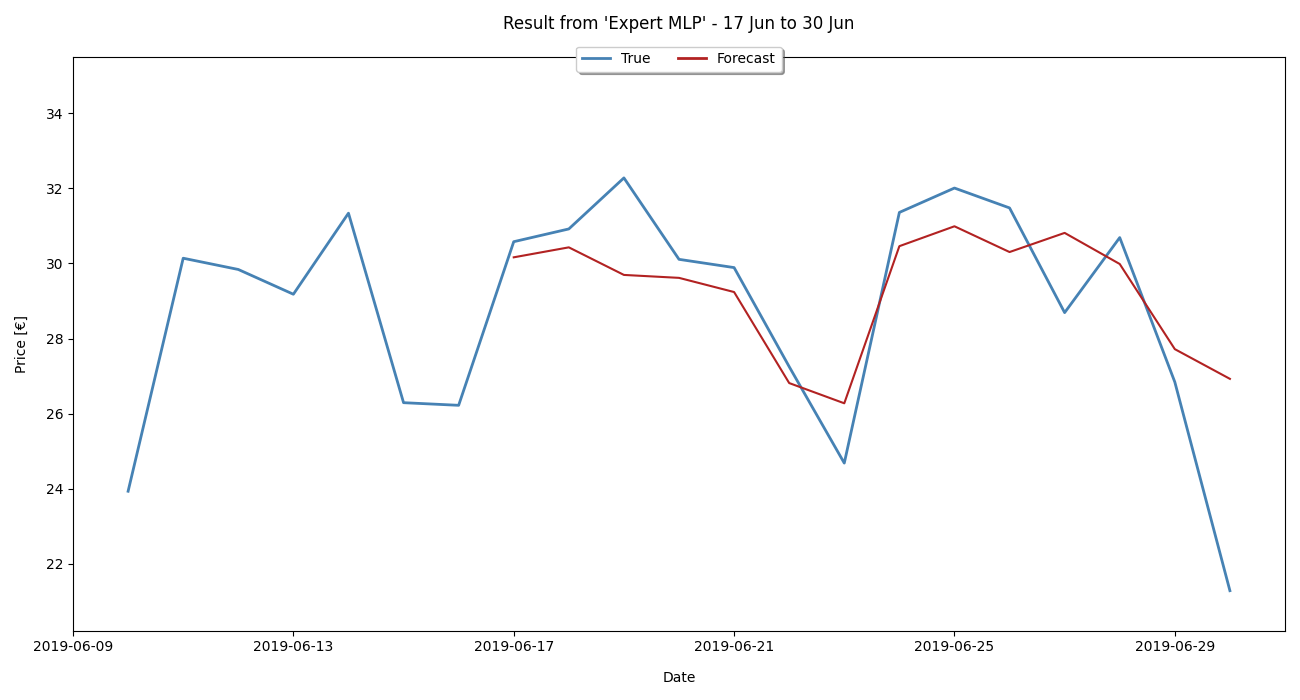 Result from 'Expert MLP' - 17 Jun to 30 Jun
True Forecast
34
32
30
28
26
24
22
Price [€]
2019-06-09 2019-06-13 2019-06-17 2019-06-21 2019-06-25 2019-06-29
Date